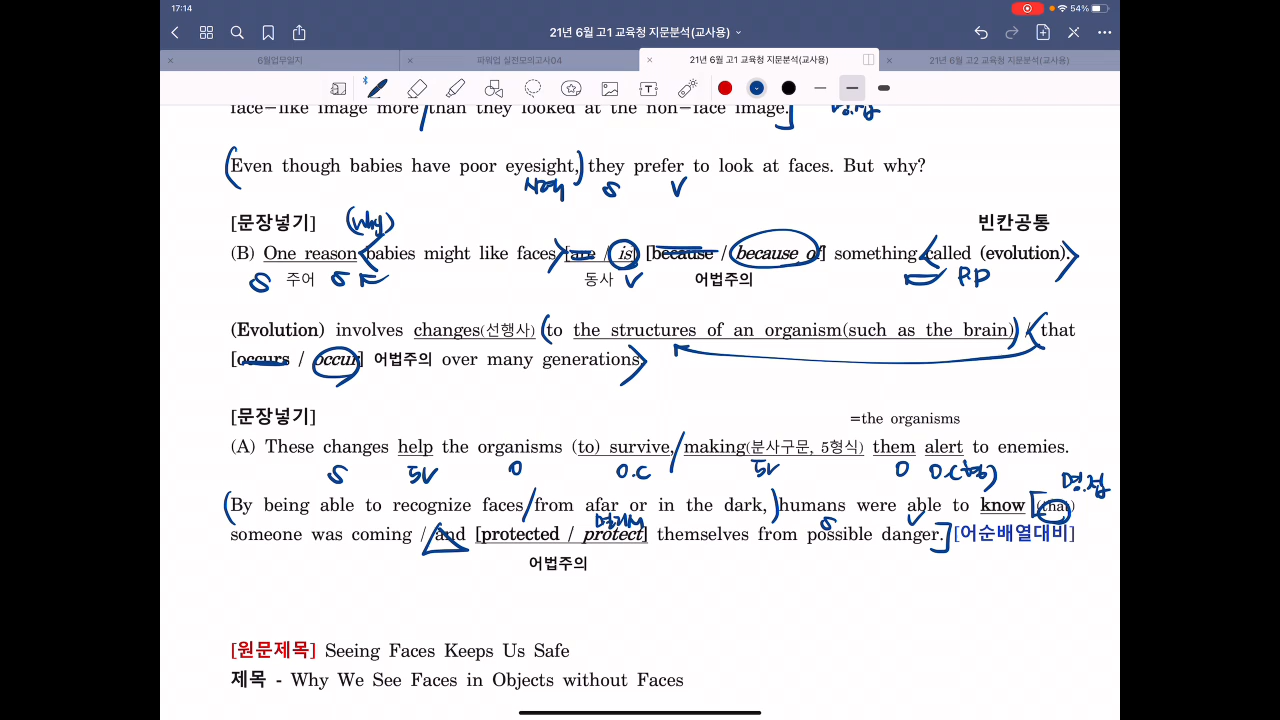 17:14
54%
21년 6월 고1 교육청 지문분석(교사용)
6월업무일지
파워업 실전모의고사04
21년 6월 고1 교육청 지문분석(교사용)
21년 6월 고2 교육청 지문분석(교사용)
face-like image more than they looked at the non-face image.] 명.접
(Even though babies have poor eyesight,) they prefer to look at faces. But why?
시력 S V
[문장넣기] (why) 빈칸공통
(B) One reason <babies might like faces> [are / is] [because / because of] something <called (evolution).>
S 주어 S 동사 V 어법주의 P.P
(Evolution) involves changes(선행사) (to the structures of an organism(such as the brain)) / <that
[occurs / occur] 어법주의 over many generations.>
[문장넣기] =the organisms
(A) These changes help the organisms (to) survive, / making(분사구문, 5형식) them alert to enemies.
S 5V O O.C 5V O O.C(형)
명.접
(By being able to recognize faces / from afar or in the dark,) humans were able to know [(that)
S V
someone was coming / and [protected / protect] themselves from possible danger.] [어순배열대비]
어법주의
[원문제목] Seeing Faces Keeps Us Safe
제목 - Why We See Faces in Objects without Faces